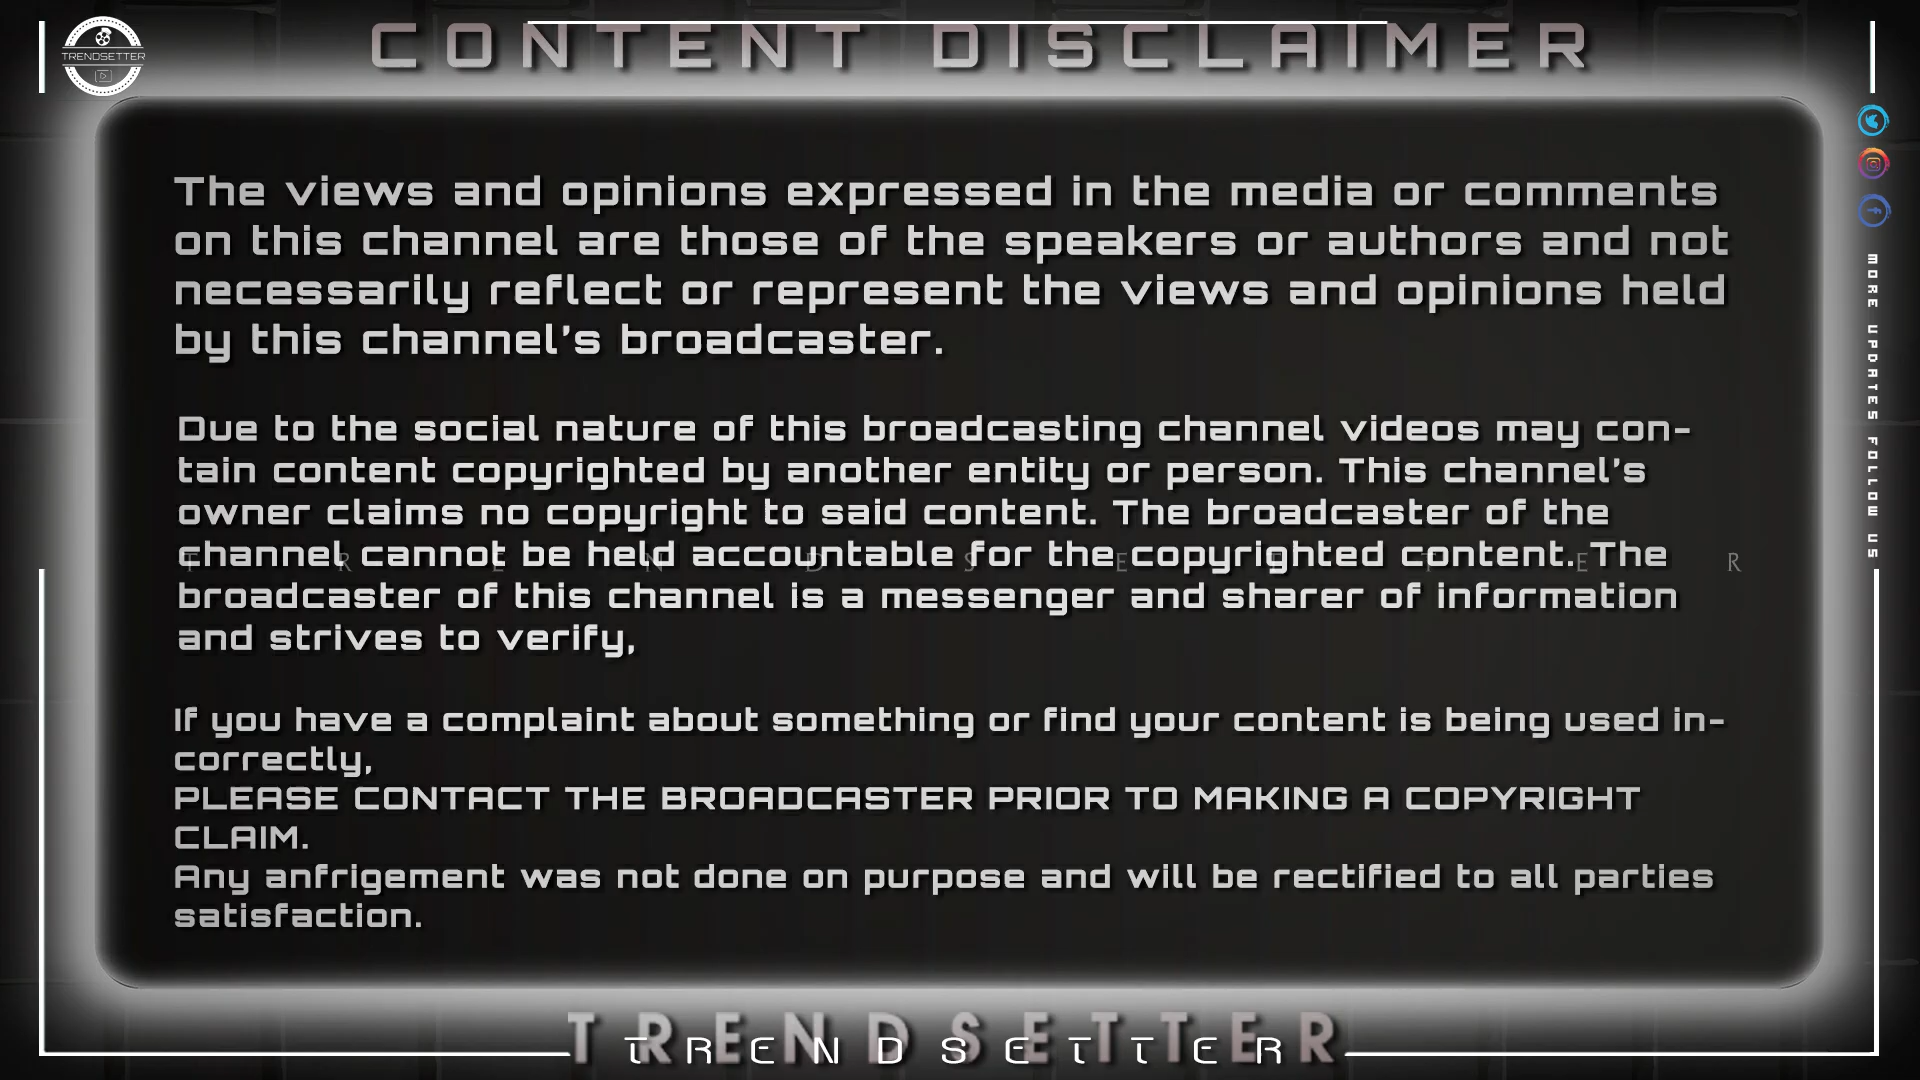 CONTENT DISCLAIMER
TRENDSETTER
The views and opinions expressed in the media or comments
on this channel are those of the speakers or authors and not
necessarily reflect or represent the views and opinions held
by this channel's broadcaster.
Due to the social nature of this broadcasting channel videos may con-
tain content copyrighted by another entity or person. This channel's
owner claims no copyright to said content. The broadcaster of the
channel cannot be held accountable for the copyrighted content. The
TRENDSETTER
broadcaster of this channel is a messenger and sharer of information
and strives to verify,
If you have a complaint about something or find your content is being used in-
correctly,
PLEASE CONTACT THE BROADCASTER PRIOR TO MAKING A COPYRIGHT
CLAIM.
Any anfrigement was not done on purpose and will be rectified to all parties
satisfaction.
MORE UPDATES FOLLOW US
TRENDSETTER
TRENDSETTER